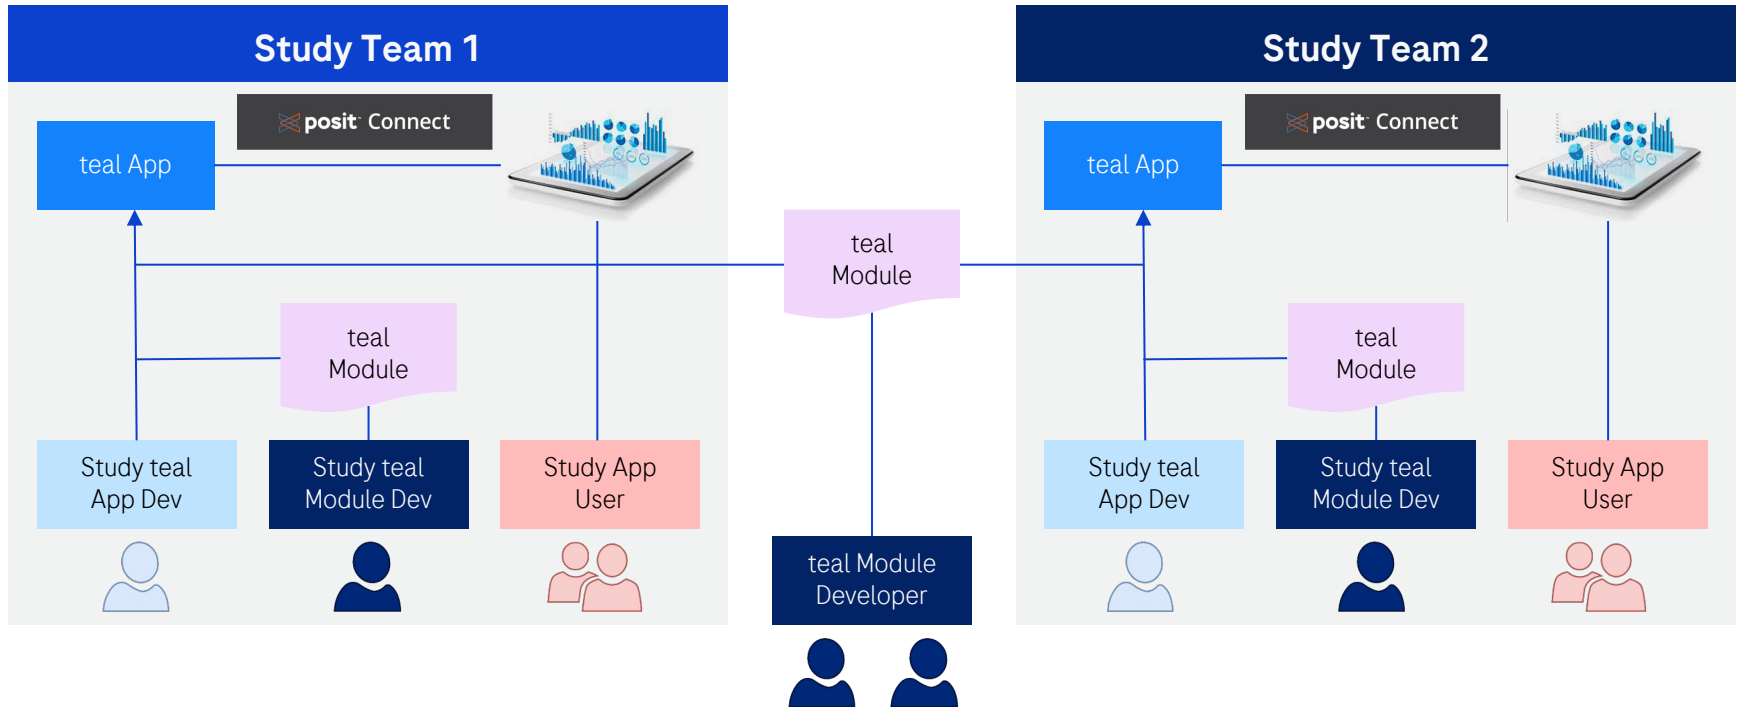 Study Team 1
posit Connect
teal App
teal
Module
Study teal
App Dev
Study teal
Module Dev
Study App
User
teal
Module
teal Module
Developer
Study Team 2
posit Connect
teal App
teal
Module
Study teal
App Dev
Study teal
Module Dev
Study App
User